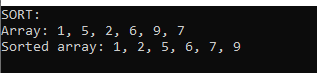 SORT:
Array: 1, 5, 2, 6, 9, 7
Sorted array: 1, 2, 5, 6, 7, 9